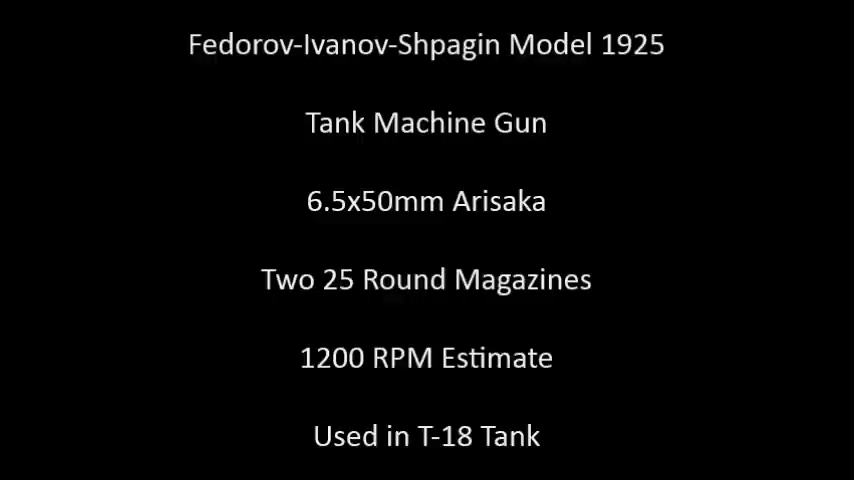 Fedorov-Ivanov-Shpagin Model 1925
Tank Machine Gun
6.5x50mm Arisaka
Two 25 Round Magazines
1200 RPM Estimate
Used in T-18 Tank